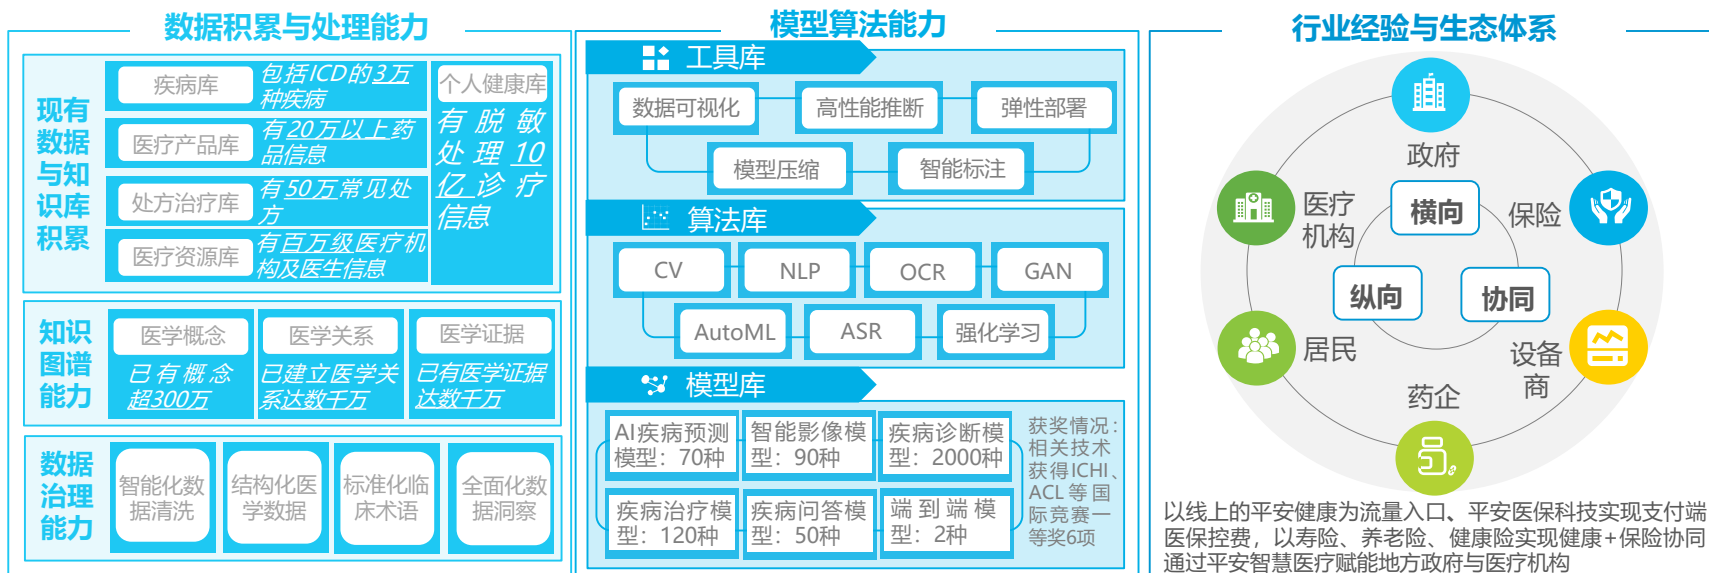 数据积累与处理能力
现有
数据
与知
识库
积累
疾病库
包括ICD的3万
种疾病
医疗产品库
有20万以上药
品信息
处方治疗库
有50万常见处
方
医疗资源库
有百万级医疗机
构及医生信息
个人健康库
有脱敏
处理10
亿诊疗
信息
知识
图谱
能力
医学概念
已有概念
超300万
医学关系
已建立医学关
系达数千万
医学证据
已有医学证据
达数千万
数据
治理
能力
智能化数
据清洗
结构化医
学数据
标准化临
床术语
全面化数
据洞察
模型算法能力
工具库
数据可视化
高性能推断
弹性部署
模型压缩
智能标注
算法库
CV
NLP
OCR
GAN
AutoML
ASR
强化学习
模型库
AI疾病预测
模型：70种
智能影像模
型：90种
疾病诊断模
型：2000种
疾病治疗模
型：120种
疾病问答模
型：50种
端到端模
型：2种
获奖情况：
相关技术
获得ICHI、
ACL等国
际竞赛一
等奖6项
行业经验与生态体系
政府
医疗
机构
保险
横向
纵向
协同
居民
设备
商
药企
以线上的平安健康为流量入口、平安医保科技实现支付端
医保控费，以寿险、养老险、健康险实现健康+保险协同
通过平安智慧医疗赋能地方政府与医疗机构